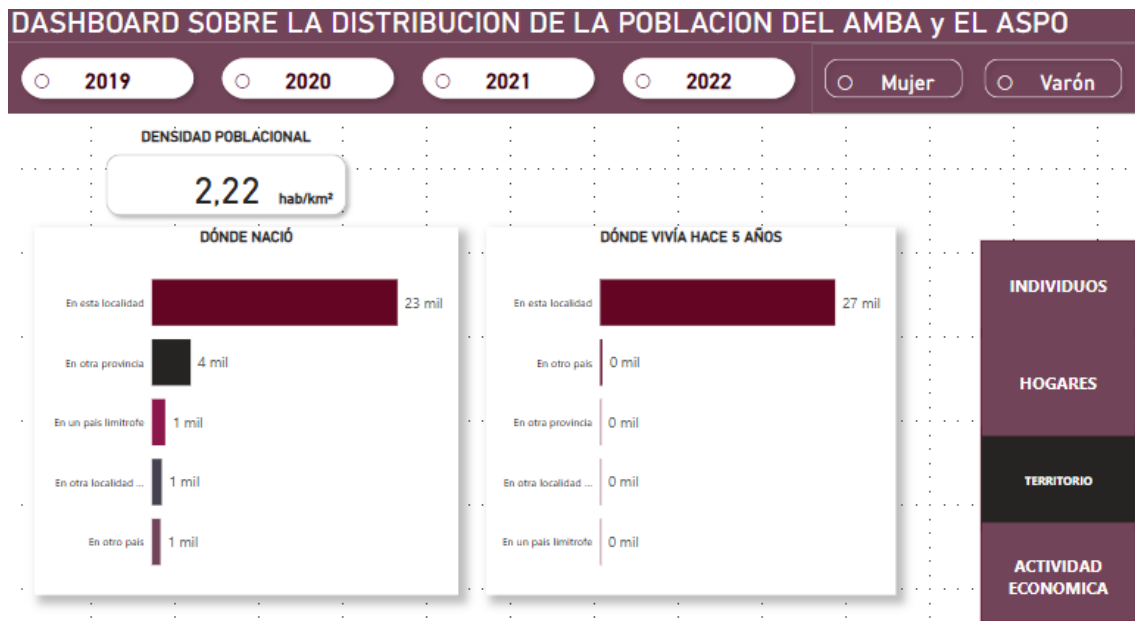 DASHBOARD SOBRE LA DISTRIBUCION DE LA POBLACION DEL AMBA y EL ASPO
2019
2020
2021
2022
Mujer
Varón
DENSIDAD POBLACIONAL
2,22 hab/km²
DÓNDE NACIÓ
En esta localidad 23 mil
En otra provincia 4 mil
En un país limítrofe 1 mil
En otra localidad ... 1 mil
En otro país 1 mil
DÓNDE VIVÍA HACE 5 AÑOS
En esta localidad 27 mil
En otro país 0 mil
En otra provincia 0 mil
En otra localidad ... 0 mil
En un país limítrofe 0 mil
INDIVIDUOS
HOGARES
TERRITORIO
ACTIVIDAD
ECONOMICA